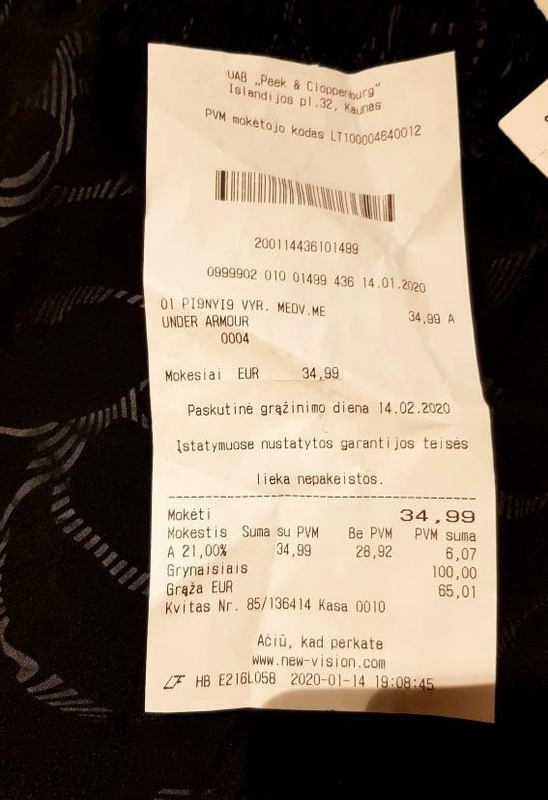 UAB „Peek & Cloppenburg“
Islandijos pl.32, Kaunas
PVM mokėtojo kodas LT100004640012
200114436101499
0999902 010 01499 436 14.01.2020
01 PI9NYI9 VYR. MEDV.ME
34,99 A
UNDER ARMOUR
0004
Mokesiai EUR 34,99
Paskutinė grąžinimo diena 14.02.2020
Įstatymuose nustatytos garantijos teisės
lieka nepakeistos.
Mokėti 34,99
Mokestis Suma su PVM Be PVM PVM suma
A 21,00% 34,99 28,92 6,07
Grynaisiais 100,00
Grąža EUR 65,01
Kvitas Nr. 85/136414 Kasa 0010
Ačiū, kad perkate
www.new-vision.com
LF HB E216L058 2020-01-14 19:08:45